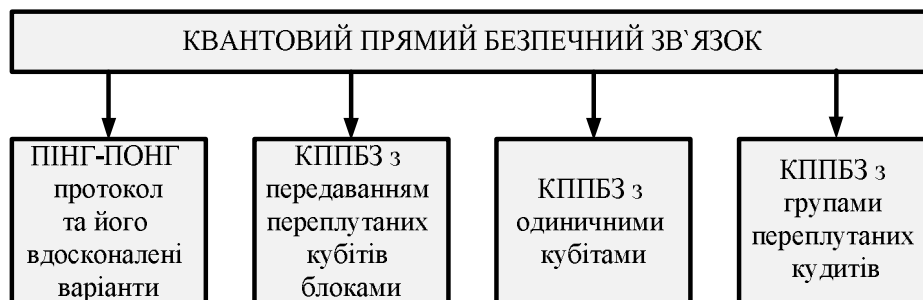 КВАНТОВИЙ ПРЯМИЙ БЕЗПЕЧНИЙ ЗВ`ЯЗОК
ПІНГ-ПОНГ
протокол
та його
вдосконалені
варіанти
КППБЗ з
передаванням
переплутаних
кубітів
блоками
КППБЗ з
одиничними
кубітами
КППБЗ з
групами
переплутаних
кудитів